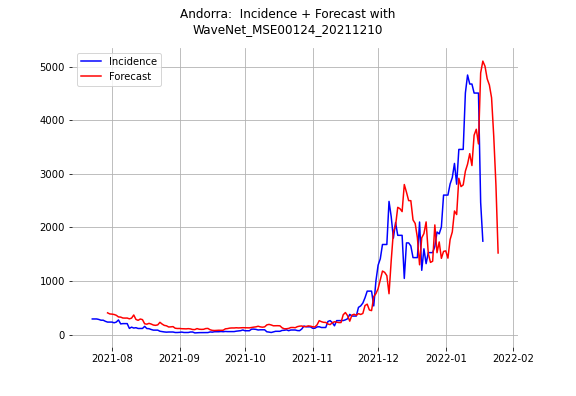 Andorra:  Incidence + Forecast with
WaveNet_MSE00124_20211210
Incidence
Forecast
5000
4000
3000
2000
1000
0
2021-08 2021-09 2021-10 2021-11 2021-12 2022-01 2022-02